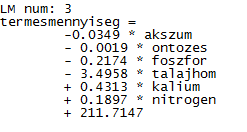 LM num: 3
termesmennyiseg =
-0.0349 * akszum
- 0.0019 * ontozes
- 0.2174 * foszfor
- 3.4958 * talajhom
+ 0.4313 * kalium
+ 0.1897 * nitrogen
+ 211.7147